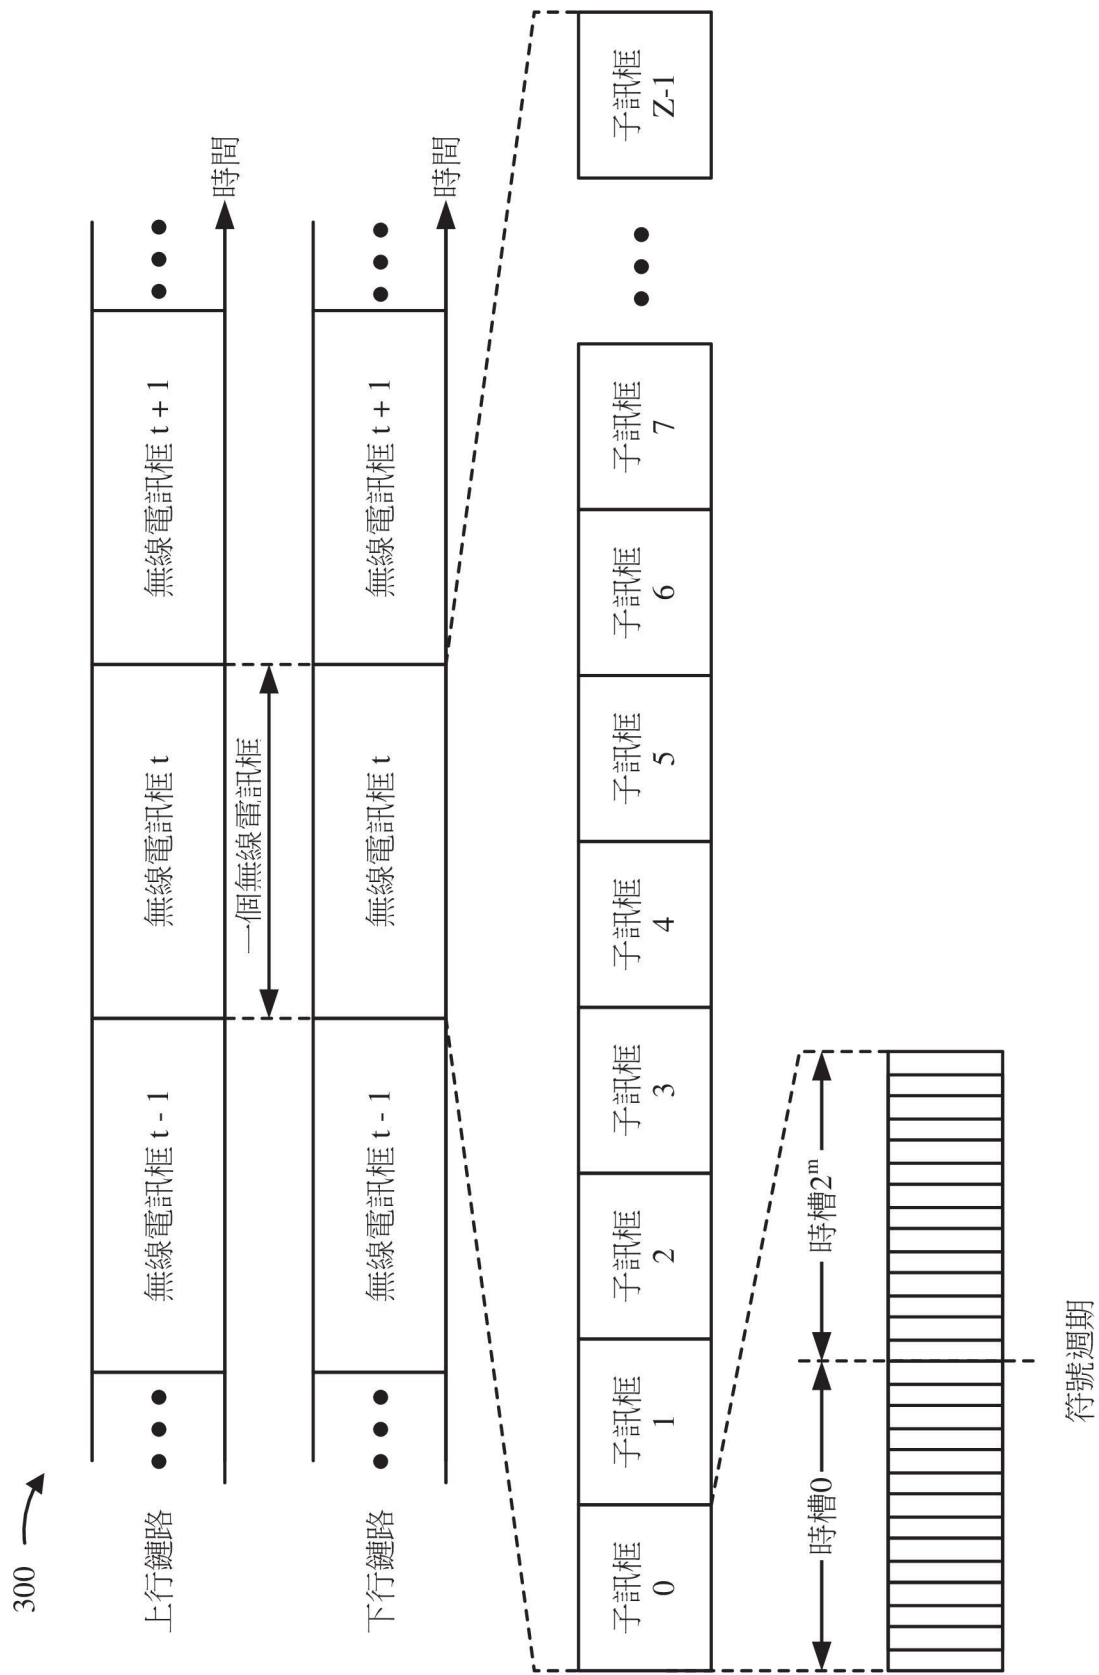 300
上行鏈路
無線電訊框 t - 1
無線電訊框 t
無線電訊框 t + 1
時間
一個無線電訊框
下行鏈路
無線電訊框 t - 1
無線電訊框 t
無線電訊框 t + 1
時間
子訊框
0
子訊框
1
子訊框
2
子訊框
3
子訊框
4
子訊框
5
子訊框
6
子訊框
7
子訊框
Z-1
時槽0
時槽2ᵐ
符號週期